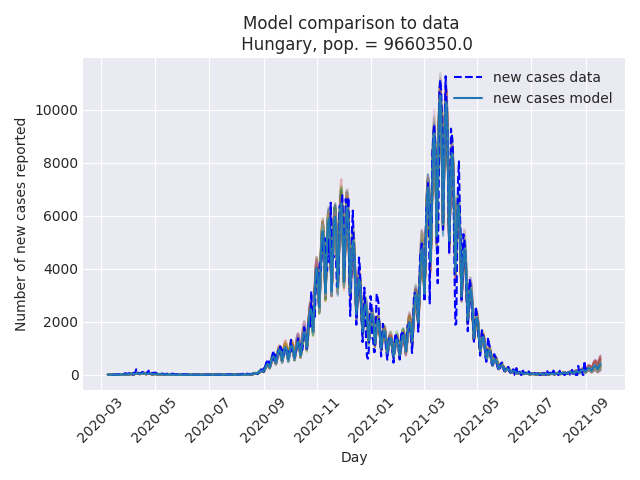 Model comparison to data
Hungary, pop. = 9660350.0
new cases data
new cases model
Number of new cases reported
10000
8000
6000
4000
2000
0
2020-03
2020-05
2020-07
2020-09
2020-11
2021-01
2021-03
2021-05
2021-07
2021-09
Day